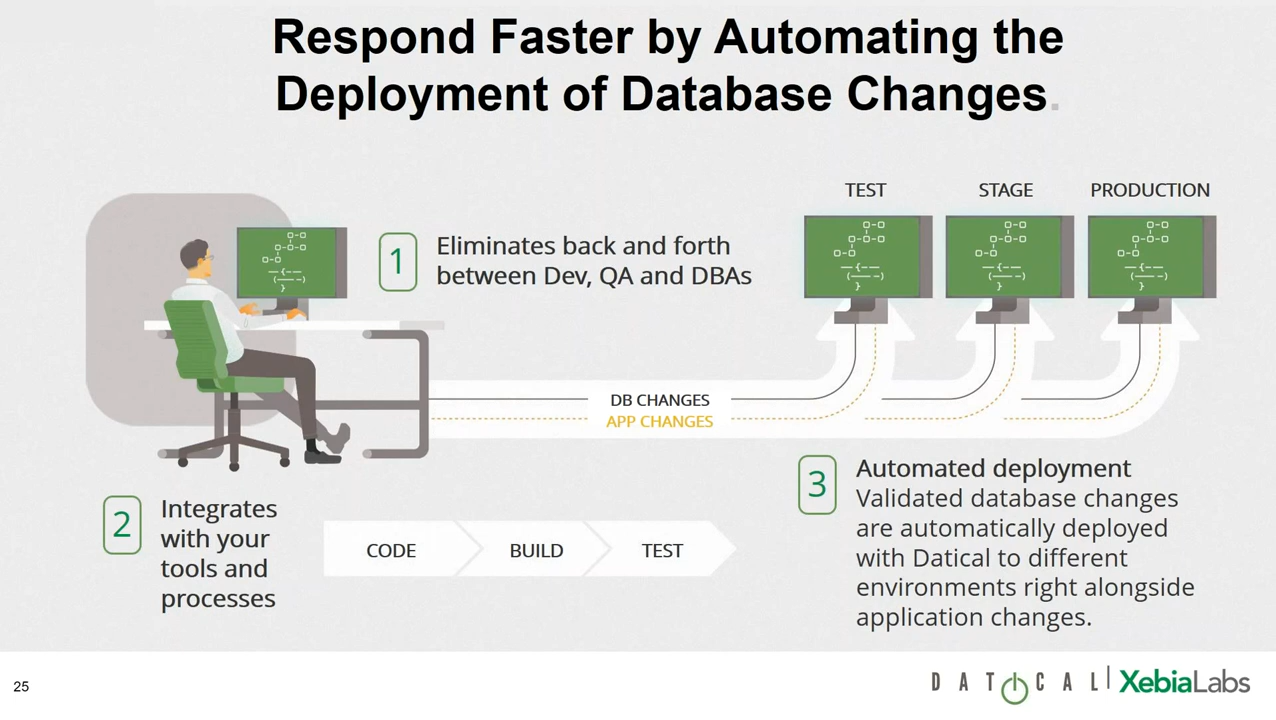 Respond Faster by Automating the
Deployment of Database Changes.
TEST
STAGE
PRODUCTION
1
Eliminates back and forth
between Dev, QA and DBAs
DB CHANGES
APP CHANGES
2
Integrates
with your
tools and
processes
CODE
BUILD
TEST
3
Automated deployment
Validated database changes
are automatically deployed
with Datical to different
environments right alongside
application changes.
25
DATICAL
XebiaLabs